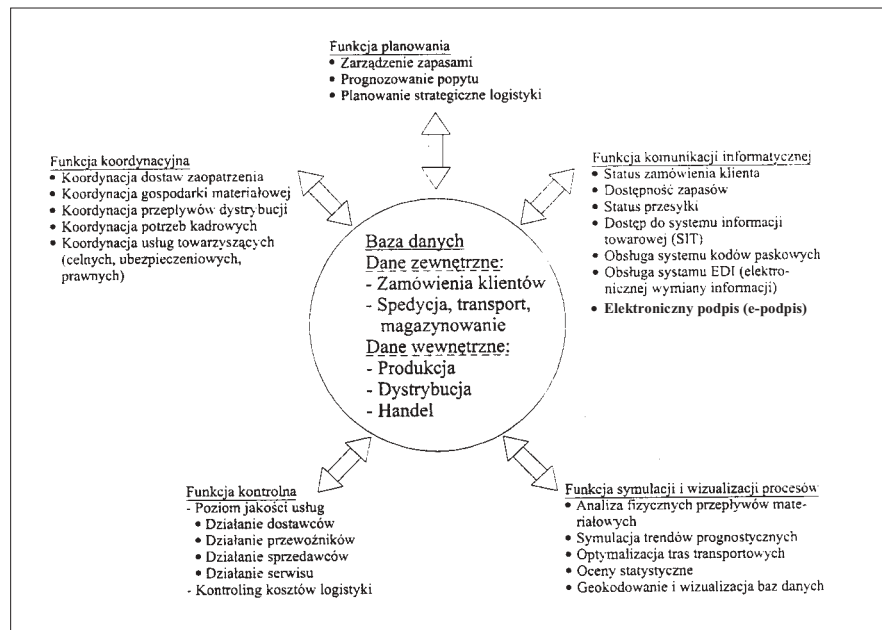 Funkcja planowania
• Zarządzenie zapasami
• Prognozowanie popytu
• Planowanie strategiczne logistyki
Funkcja koordynacyjna
• Koordynacja dostaw zaopatrzenia
• Koordynacja gospodarki materiałowej
• Koordynacja przepływów dystrybucji
• Koordynacja potrzeb kadrowych
• Koordynacja usług towarzyszących
(celnych, ubezpieczeniowych,
prawnych)
Funkcja komunikacji informatycznej
• Status zamówienia klienta
• Dostępność zapasów
• Status przesyłki
• Dostęp do systemu informacji
towarowej (SIT)
• Obsługa systemu kodów paskowych
• Obsługa systamu EDI (elektro-
nicznej wymiany informacji)
• Elektroniczny podpis (e-podpis)
Baza danych
Dane zewnętrzne:
- Zamówienia klientów
- Spedycja, transport,
magazynowanie
Dane wewnętrzne:
- Produkcja
- Dystrybucja
- Handel
Funkcja kontrolna
- Poziom jakości usług
• Działanie dostawców
• Działanie przewoźników
• Działanie sprzedawców
• Działanie serwisu
- Kontroling kosztów logistyki
Funkcja symulacji i wizualizacji procesów
• Analiza fizycznych przepływów mate-
riałowych
• Symulacja trendów prognostycznych
• Optymalizacja tras transportowych
• Oceny statystyczne
• Geokodowanie i wizualizacja baz danych